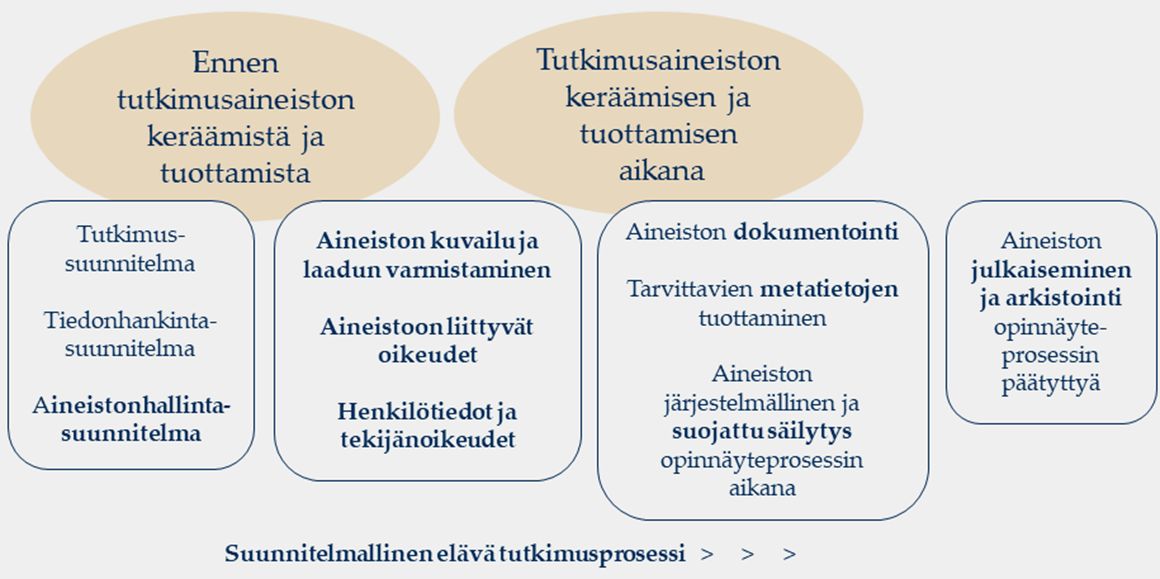 Ennen
tutkimusaineiston
keräämistä ja
tuottamista
Tutkimusaineiston
keräämisen ja
tuottamisen
aikana
Tutkimus-
suunnitelma
Tiedonhankinta-
suunnitelma
Aineistonhallinta-
suunnitelma
Aineiston kuvailu ja
laadun varmistaminen
Aineistoon liittyvät
oikeudet
Henkilötiedot ja
tekijänoikeudet
Aineiston dokumentointi
Tarvittavien metatietojen
tuottaminen
Aineiston
järjestelmällinen ja
suojattu säilytys
opinnäyteprosessin
aikana
Aineiston
julkaiseminen
ja arkistointi
opinnäyte-
prosessin
päätyttyä
Suunnitelmallinen elävä tutkimusprosessi > > >